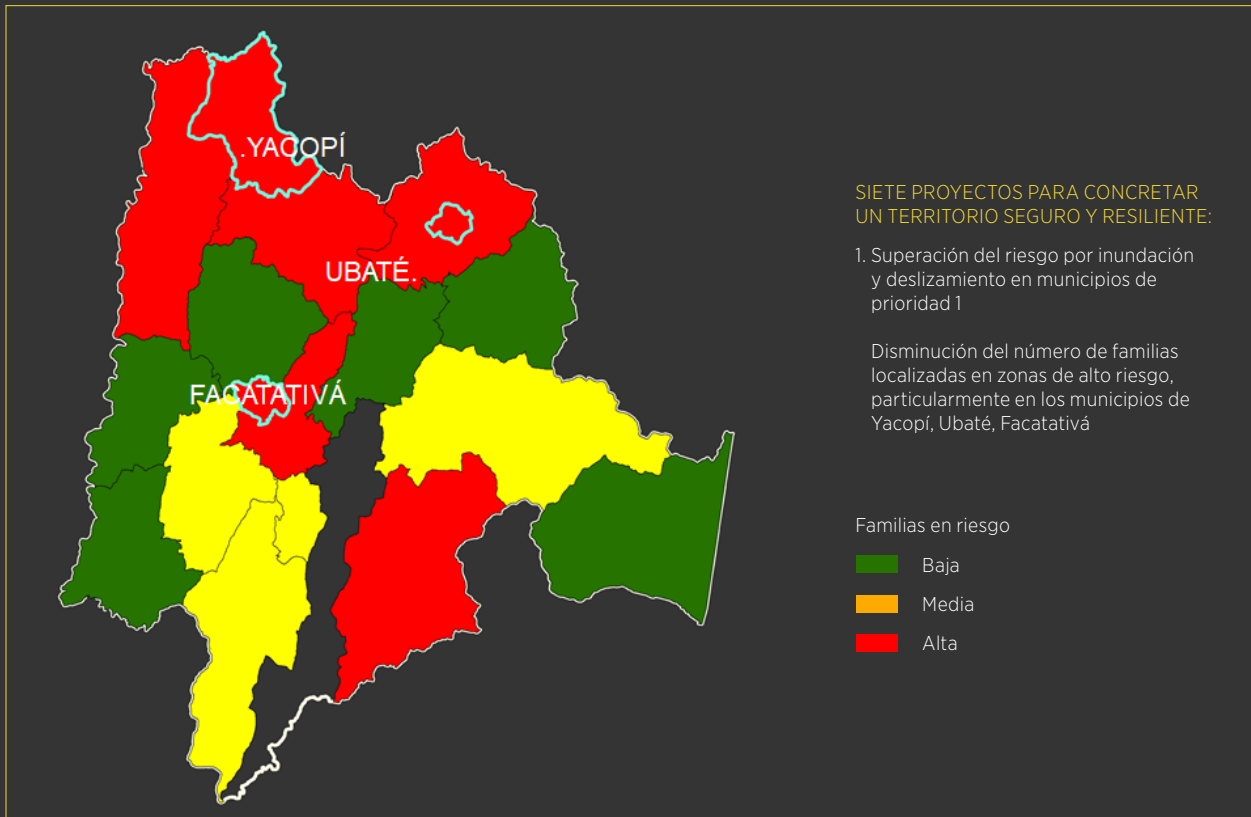 .YACOPÍ
UBATÉ.
FACATATIVÁ
SIETE PROYECTOS PARA CONCRETAR
UN TERRITORIO SEGURO Y RESILIENTE:
1. Superación del riesgo por inundación
y deslizamiento en municipios de
prioridad 1
Disminución del número de familias
localizadas en zonas de alto riesgo,
particularmente en los municipios de
Yacopí, Ubaté, Facatativá
Familias en riesgo
Baja
Media
Alta